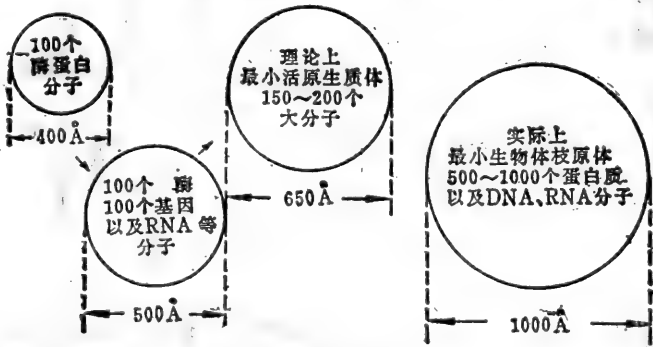 100个
酶蛋白
分子
400Å
100个 酶
100个基因
以及RNA等
分子
500Å
理论上
最小活原生质体
150～200个
大分子
650Å
实际上
最小生物体枝原体
500～1000个蛋白质
以及DNA、RNA分子
1000Å